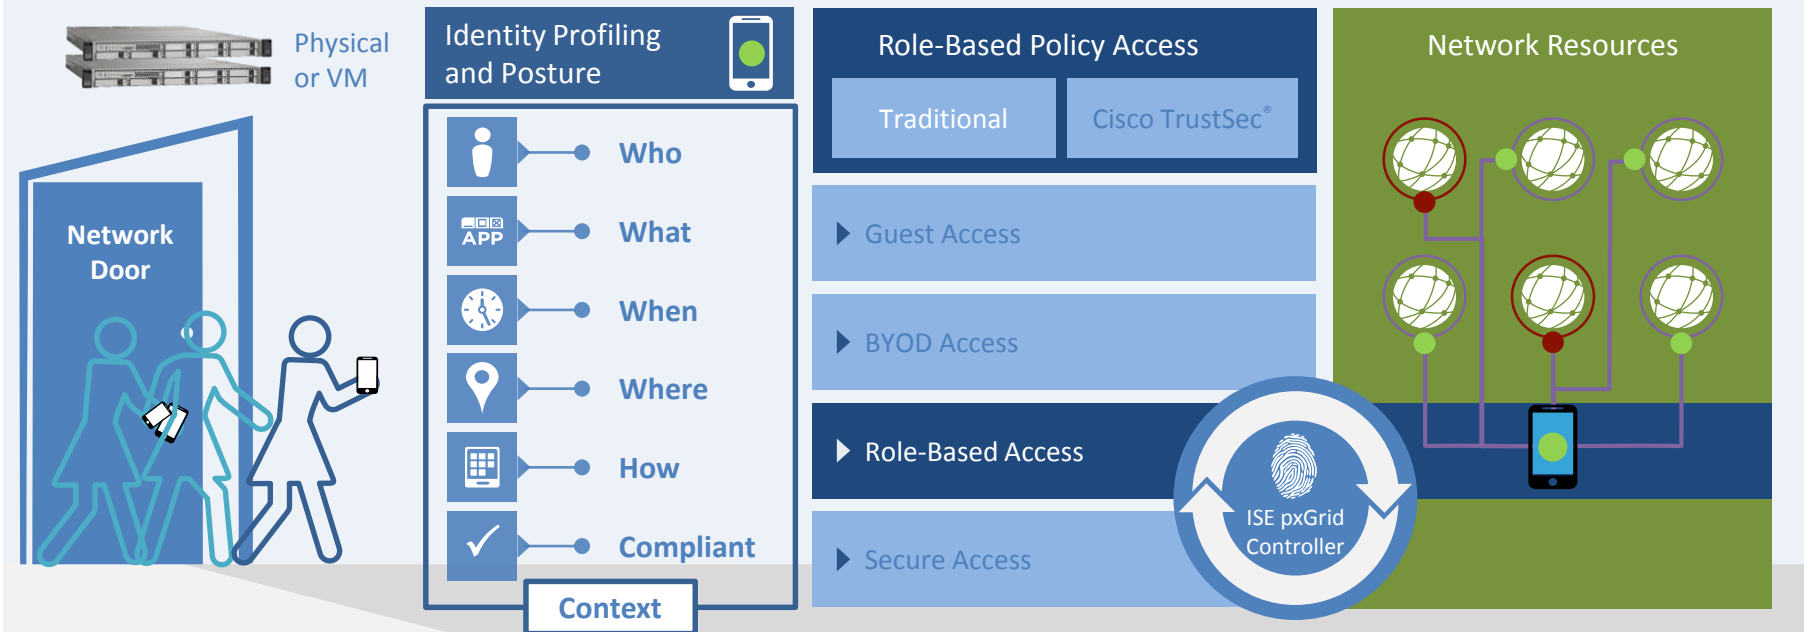 Physical
or VM
Network
Door
Identity Profiling
and Posture
Who
APP
What
When
Where
How
Compliant
Context
Role-Based Policy Access
Traditional
Cisco TrustSec®
Guest Access
BYOD Access
Role-Based Access
Secure Access
ISE pxGrid
Controller
Network Resources